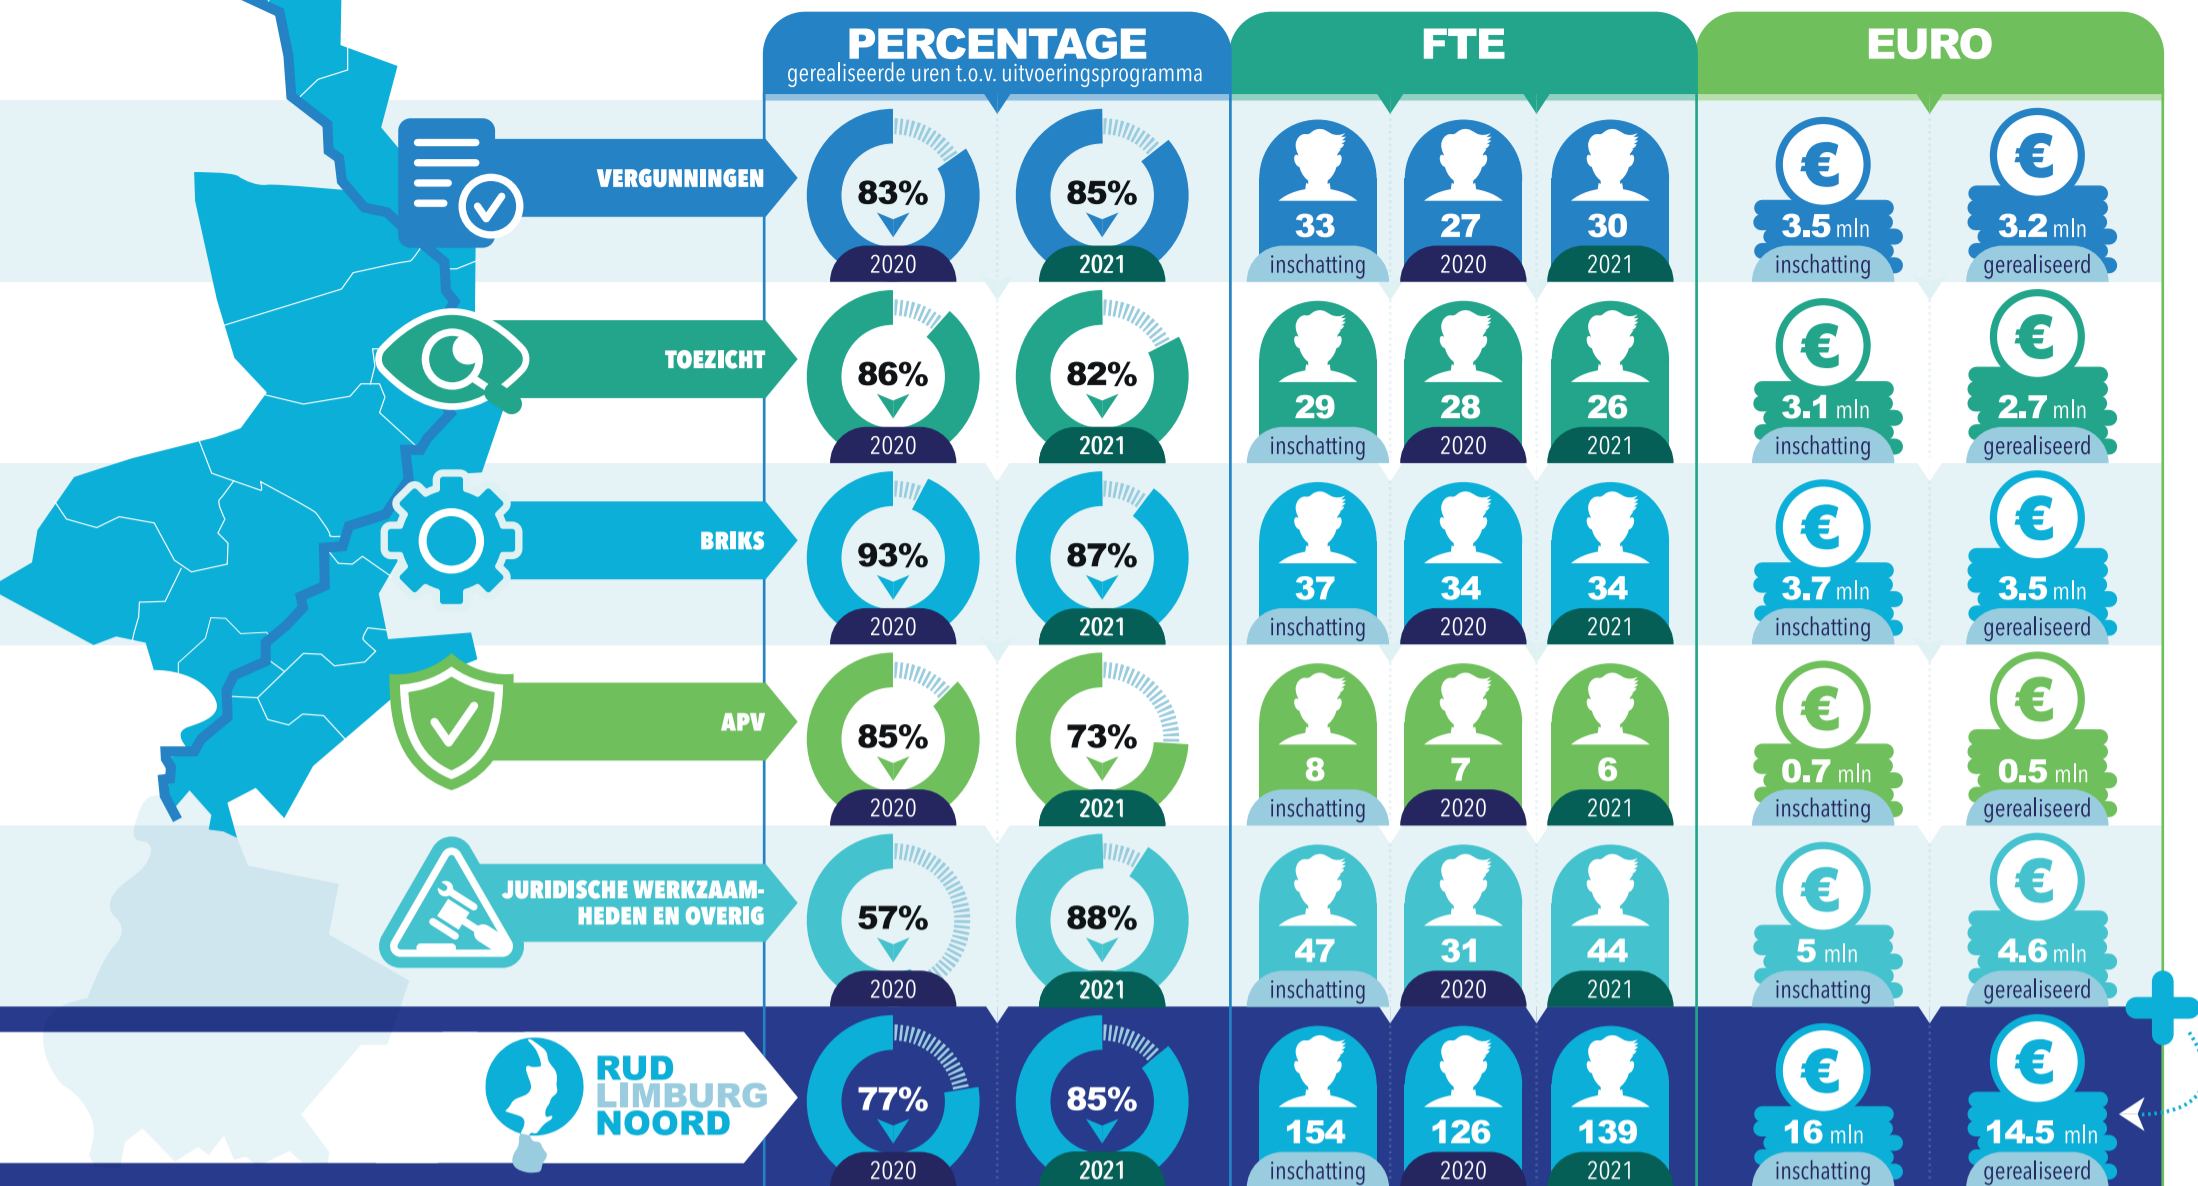 PERCENTAGE
gerealiseerde uren t.o.v. uitvoeringsprogramma
FTE
EURO
VERGUNNINGEN
83%
2020
85%
2021
33
inschatting
27
2020
30
2021
€
3.5 mln
inschatting
€
3.2 mln
gerealiseerd
TOEZICHT
86%
2020
82%
2021
29
inschatting
28
2020
26
2021
€
3.1 mln
inschatting
€
2.7 mln
gerealiseerd
BRIKS
93%
2020
87%
2021
37
inschatting
34
2020
34
2021
€
3.7 mln
inschatting
€
3.5 mln
gerealiseerd
APV
85%
2020
73%
2021
8
inschatting
7
2020
6
2021
€
0.7 mln
inschatting
€
0.5 mln
gerealiseerd
JURIDISCHE WERKZAAM-
HEDEN EN OVERIG
57%
2020
88%
2021
47
inschatting
31
2020
44
2021
€
5 mln
inschatting
€
4.6 mln
gerealiseerd
RUD
LIMBURG
NOORD
77%
2020
85%
2021
154
inschatting
126
2020
139
2021
€
16 mln
inschatting
€
14.5 mln
gerealiseerd